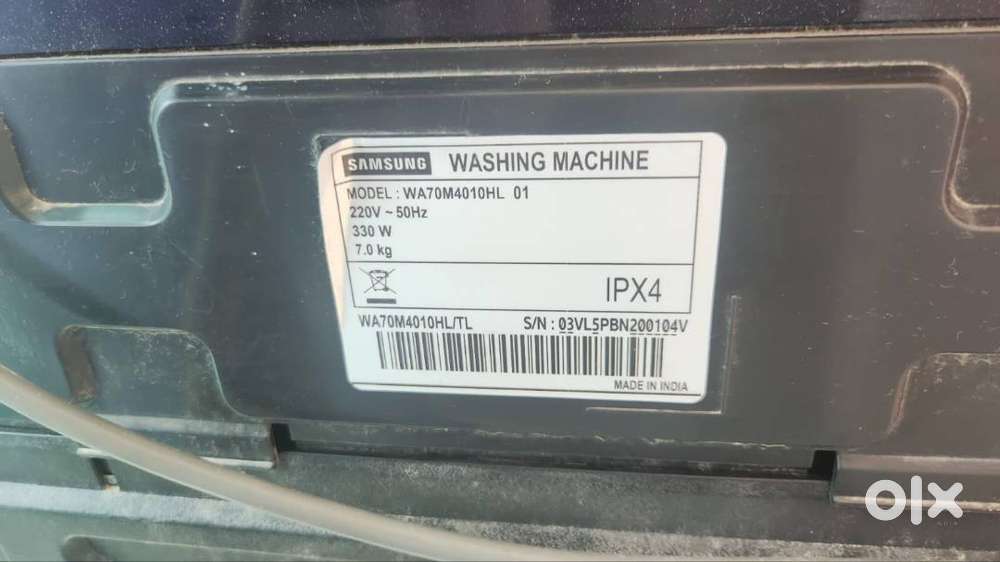 SAMSUNG WASHING MACHINE
MODEL : WA70M4010HL 01
220V ~ 50Hz
330 W
7.0 kg
IPX4
WA70M4010HL/TL S/N : 03VL5PBN200104V
MADE IN INDIA
olx
INDIA